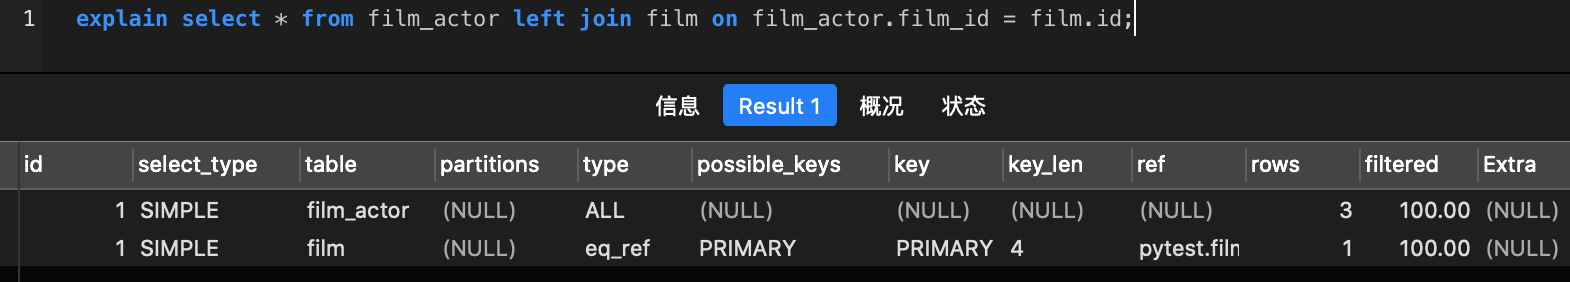 1 explain select * from film_actor left join film on film_actor.film_id = film.id;
信息 Result 1 概况 状态
id select_type table partitions type possible_keys key key_len ref rows filtered Extra
1 SIMPLE film_actor (NULL) ALL (NULL) (NULL) (NULL) (NULL) 3 100.00 (NULL)
1 SIMPLE film (NULL) eq_ref PRIMARY PRIMARY 4 pytest.film 1 100.00 (NULL)